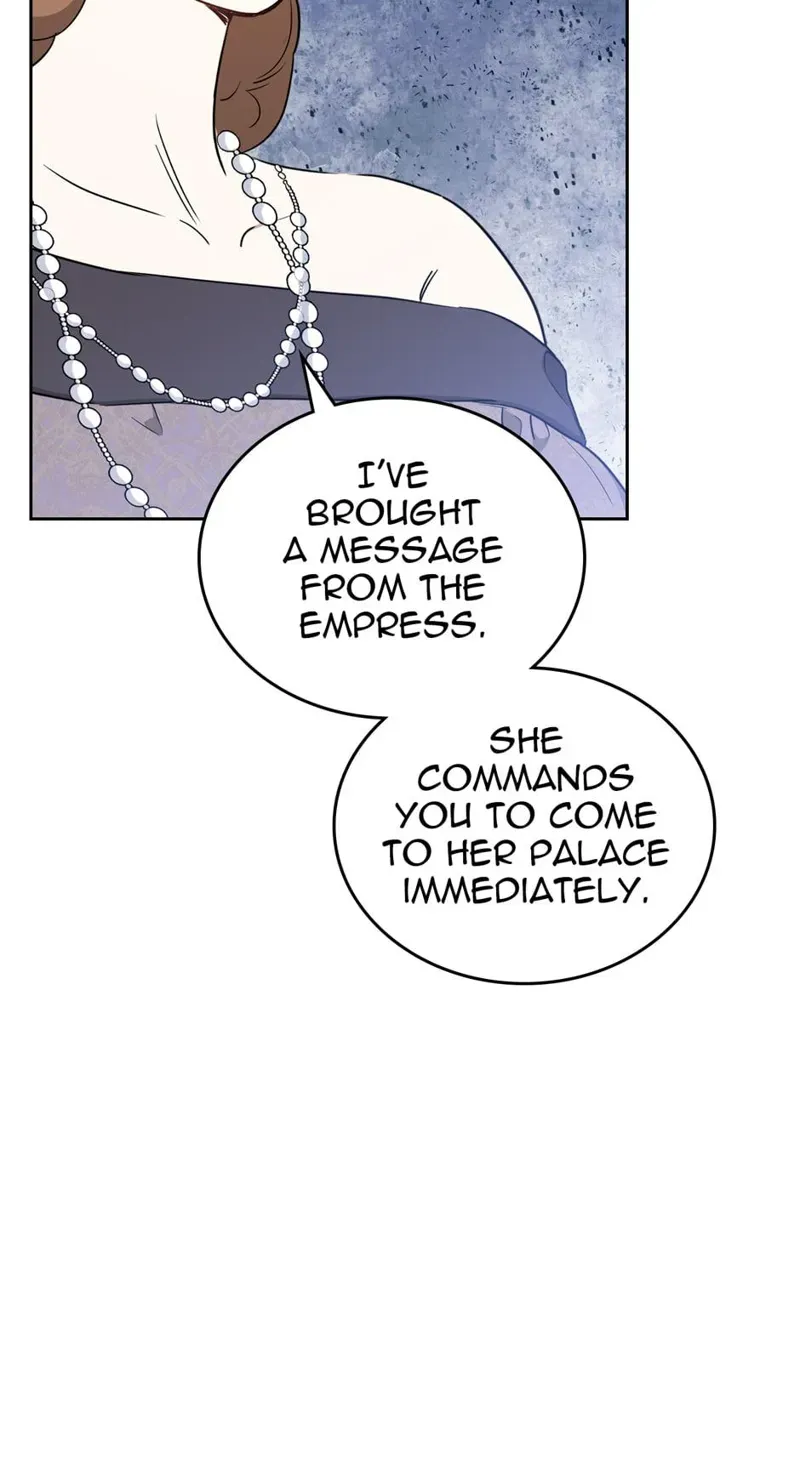 I'VE
BROUGHT
A MESSAGE
FROM THE
EMPRESS.
SHE
COMMANDS
YOU TO COME
TO HER PALACE
IMMEDIATELY.